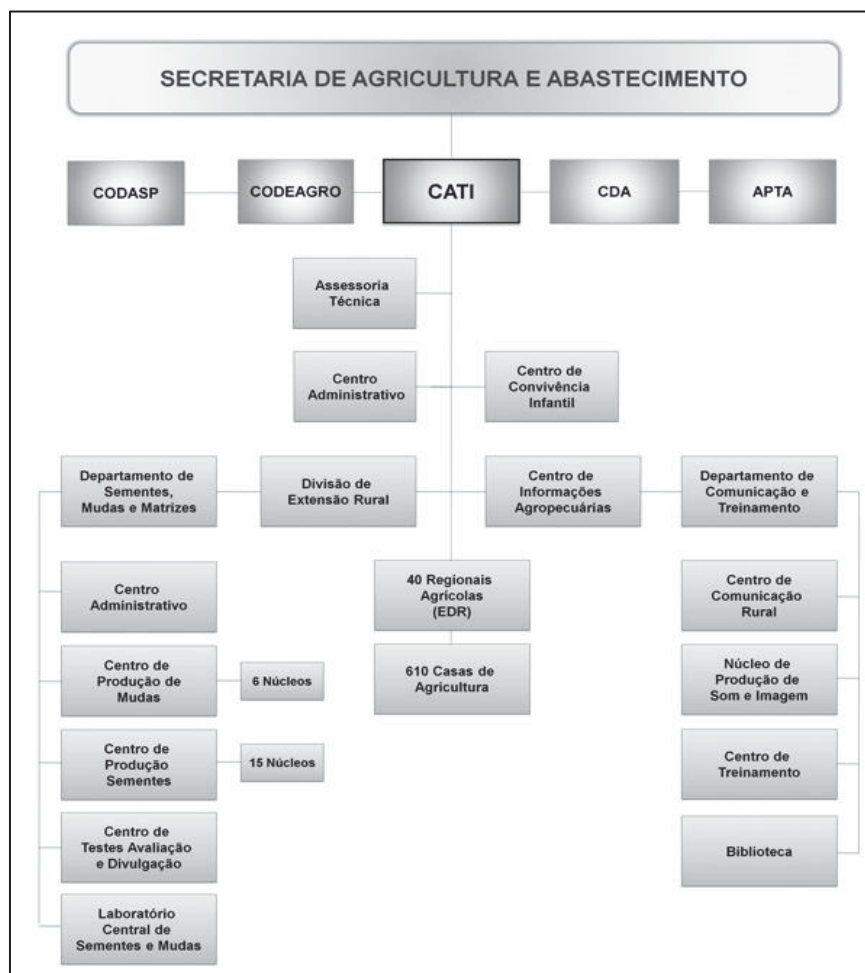 SECRETARIA DE AGRICULTURA E ABASTECIMENTO
CODASP
CODEAGRO
CATI
CDA
APTA
Assessoria
Técnica
Centro
Administrativo
Centro de
Convivência
Infantil
Departamento de
Sementes,
Mudas e Matrizes
Divisão de
Extensão Rural
Centro de
Informações
Agropecuárias
Departamento de
Comunicação e
Treinamento
Centro
Administrativo
40 Regionais
Agrícolas
(EDR)
Centro de
Comunicação
Rural
Centro de
Produção de
Mudas
6 Núcleos
610 Casas de
Agricultura
Núcleo de
Produção de
Som e Imagem
Centro de
Produção
Sementes
15 Núcleos
Centro de
Treinamento
Centro de
Testes Avaliação
e Divulgação
Biblioteca
Laboratório
Central de
Sementes e Mudas